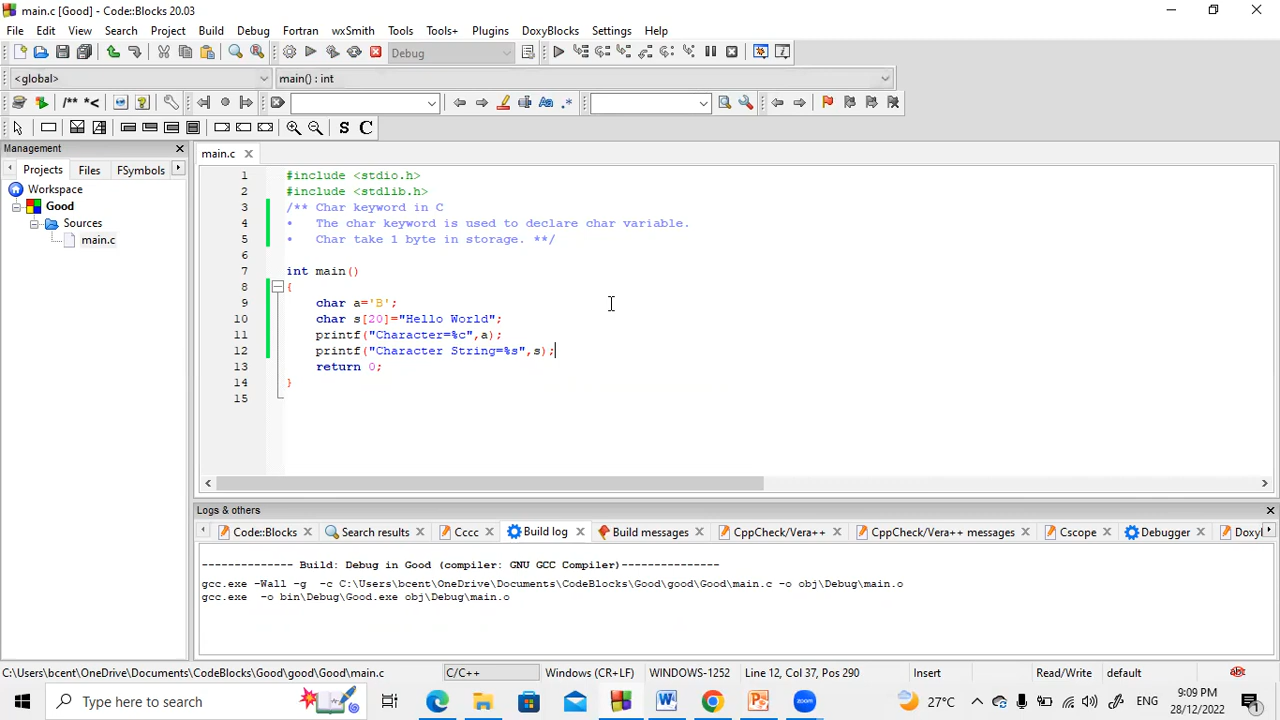 main.c [Good] - Code::Blocks 20.03
File Edit View Search Project Build Debug Fortran wxSmith Tools Tools+ Plugins DoxyBlocks Settings Help
Debug
<global> main() : int
/** *<
Aa .*
S C
Management
Projects Files FSymbols
Workspace
Good
Sources
main.c
main.c
1 #include <stdio.h>
2 #include <stdlib.h>
3 /** Char keyword in C
4 • The char keyword is used to declare char variable.
5 • Char take 1 byte in storage. **/
6
7 int main()
8 {
9 char a='B';
10 char s[20]="Hello World";
11 printf("Character=%c",a);
12 printf("Character String=%s",s);
13 return 0;
14 }
15
Logs & others
Code::Blocks Search results Cccc Build log Build messages CppCheck/Vera++ CppCheck/Vera++ messages Cscope Debugger Doxy
-------------- Build: Debug in Good (compiler: GNU GCC Compiler)---------------
gcc.exe -Wall -g -c C:\Users\bcent\OneDrive\Documents\CodeBlocks\Good\good\Good\main.c -o obj\Debug\main.o
gcc.exe -o bin\Debug\Good.exe obj\Debug\main.o
C:\Users\bcent\OneDrive\Documents\CodeBlocks\Good\good\Good\main.c C/C++ Windows (CR+LF) WINDOWS-1252 Line 12, Col 37, Pos 290 Insert Read/Write default abc
Type here to search
27°C
9:09 PM
28/12/2022